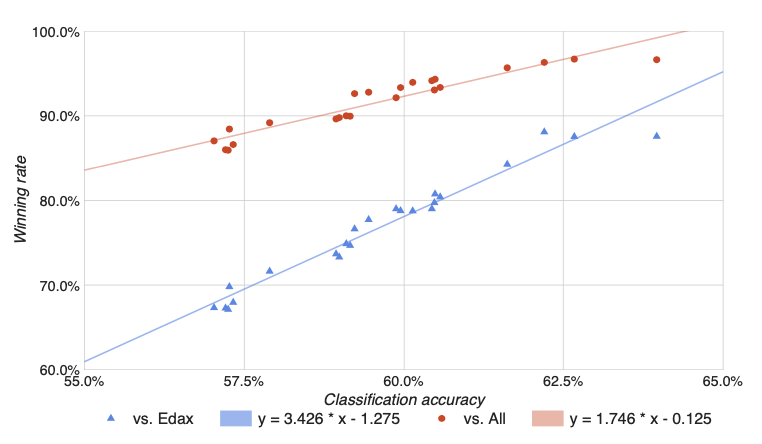 100.0%
90.0%
80.0%
70.0%
60.0%
Winning rate
55.0%
57.5%
60.0%
62.5%
65.0%
Classification accuracy
vs. Edax
y = 3.426 * x - 1.275
vs. All
y = 1.746 * x - 0.125